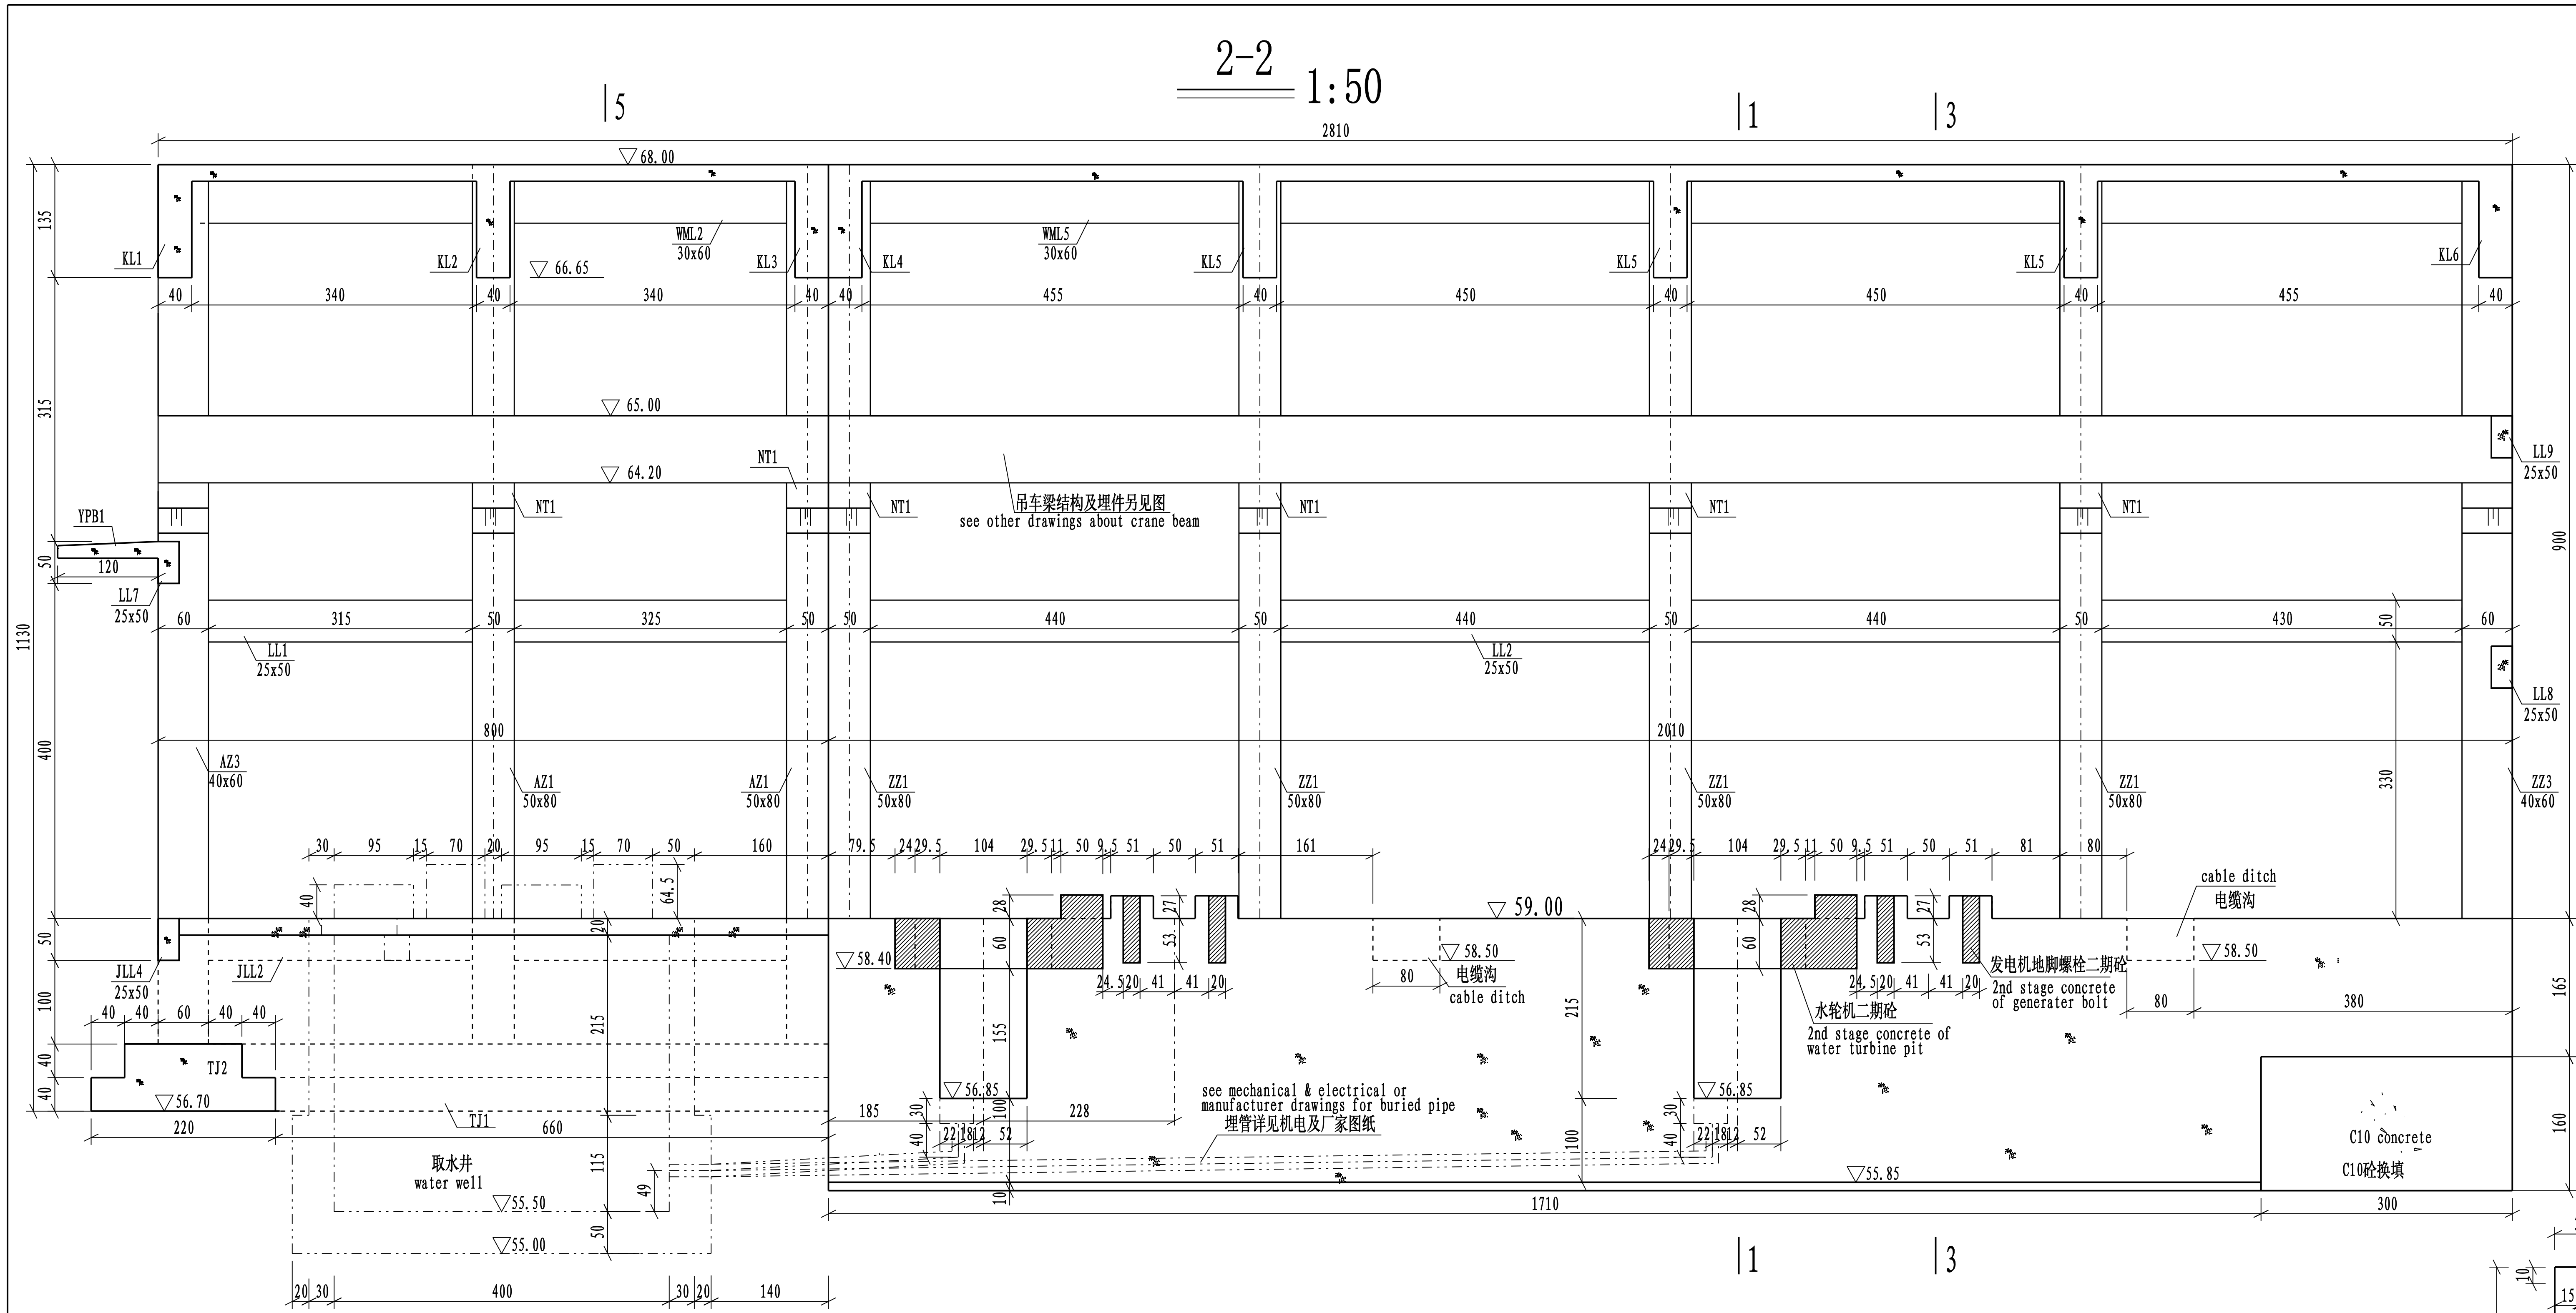 2-2
1:50
5
1
3
2810
68.00
135
KL1
KL2
WML2
30x60
KL3
KL4
WML5
30x60
KL5
KL5
KL5
KL6
66.65
40
340
40
340
40
40
455
40
450
40
450
40
455
40
315
65.00
64.20
NT1
LL9
25x50
YPB1
NT1
NT1
吊车梁结构及埋件另见图
see other drawings about crane beam
NT1
NT1
NT1
900
50
120
LL7
25x50
1130
60
315
50
325
50
50
440
50
440
50
440
50
430
60
50
LL1
25x50
LL2
25x50
LL8
25x50
800
2010
400
AZ3
40x60
AZ1
50x80
AZ1
50x80
ZZ1
50x80
ZZ1
50x80
ZZ1
50x80
ZZ1
50x80
330
ZZ3
40x60
30
95
15
70
20
95
15
70
50
160
79.5
24
29.5
104
29.5
11
50
9.5
51
50
51
161
24
29.5
104
29.5
11
50
9.5
51
50
51
81
80
40
64.5
28
27
59.00
28
27
cable ditch
电缆沟
50
20
58.40
60
53
58.50
60
53
58.50
JLL4
25x50
JLL2
24.5
20
41
41
20
80
电缆沟
cable ditch
24.5
20
41
41
20
发电机地脚螺栓二期砼
2nd stage concrete
of generater bolt
80
380
165
100
40
40
60
40
40
215
155
215
水轮机二期砼
2nd stage concrete of
water turbine pit
40
TJ2
40
56.70
56.85
see mechanical & electrical or
manufacturer drawings for buried pipe
埋管详见机电及厂家图纸
56.85
220
TJ1
660
185
30
100
228
40
22
18
12
52
30
40
22
18
12
52
100
160
C10 concrete
C10砼换填
取水井
water well
115
49
55.50
10
55.85
1710
300
50
55.00
1
3
20
30
400
30
20
140
10
15